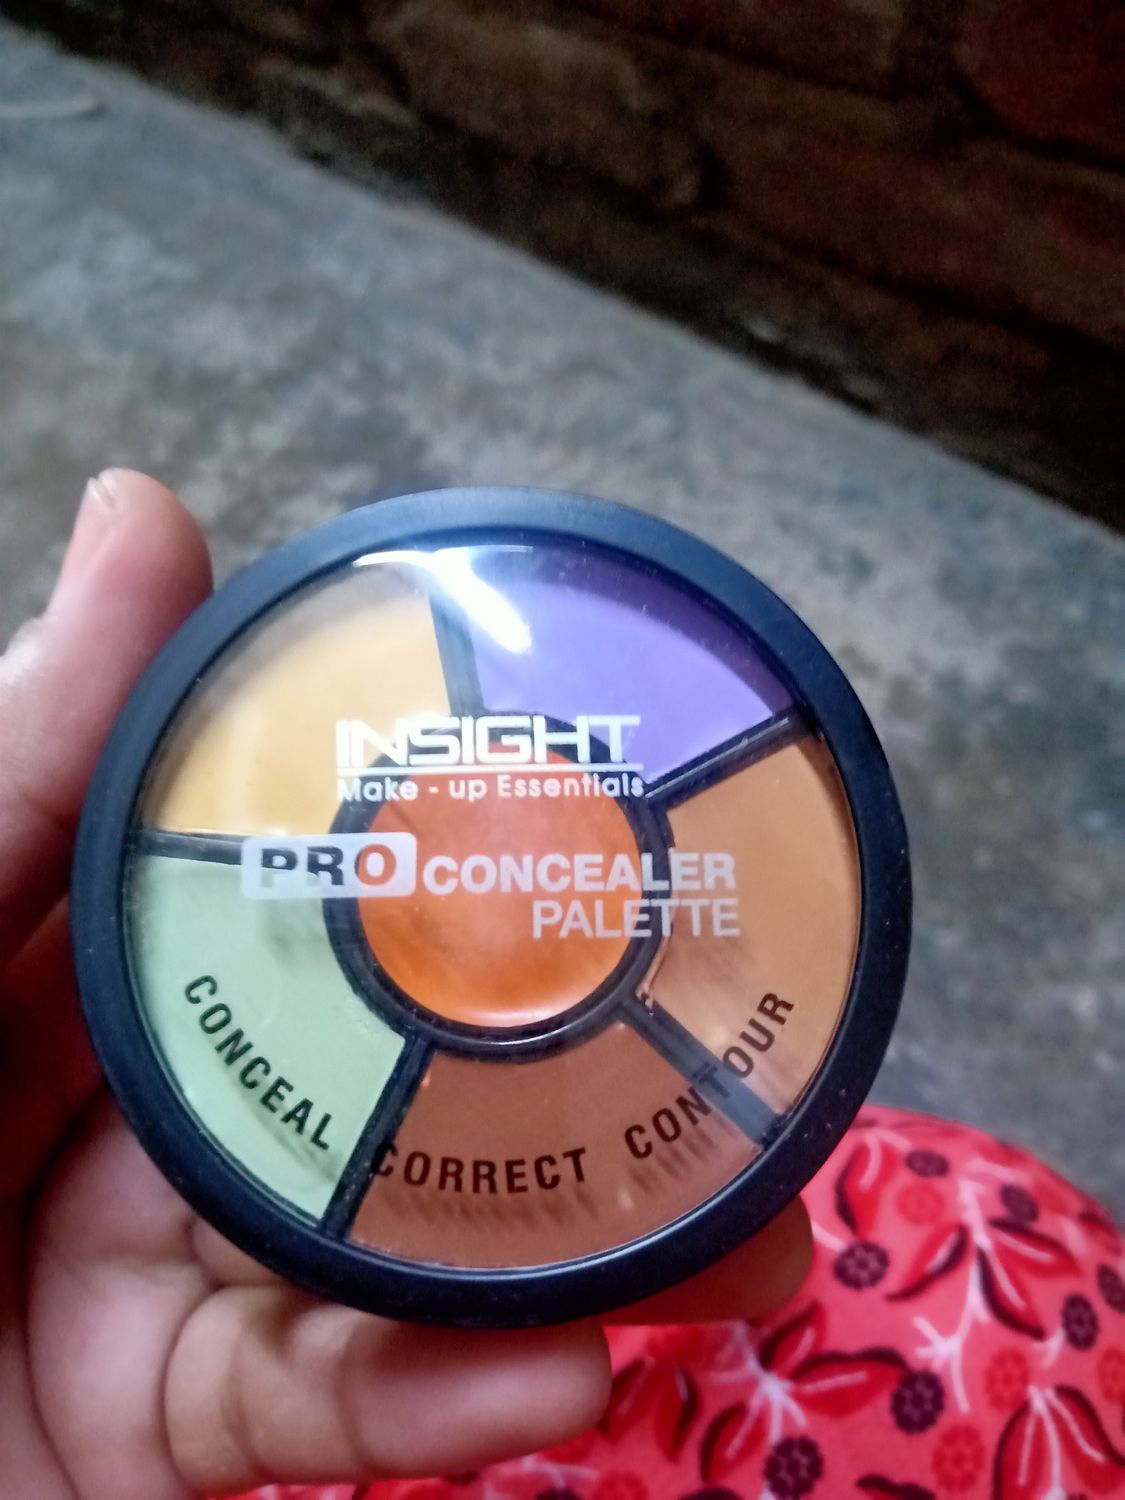 INSIGHT
Make - up Essentials
PRO CONCEALER
PALETTE
CONCEAL CORRECT CONTOUR